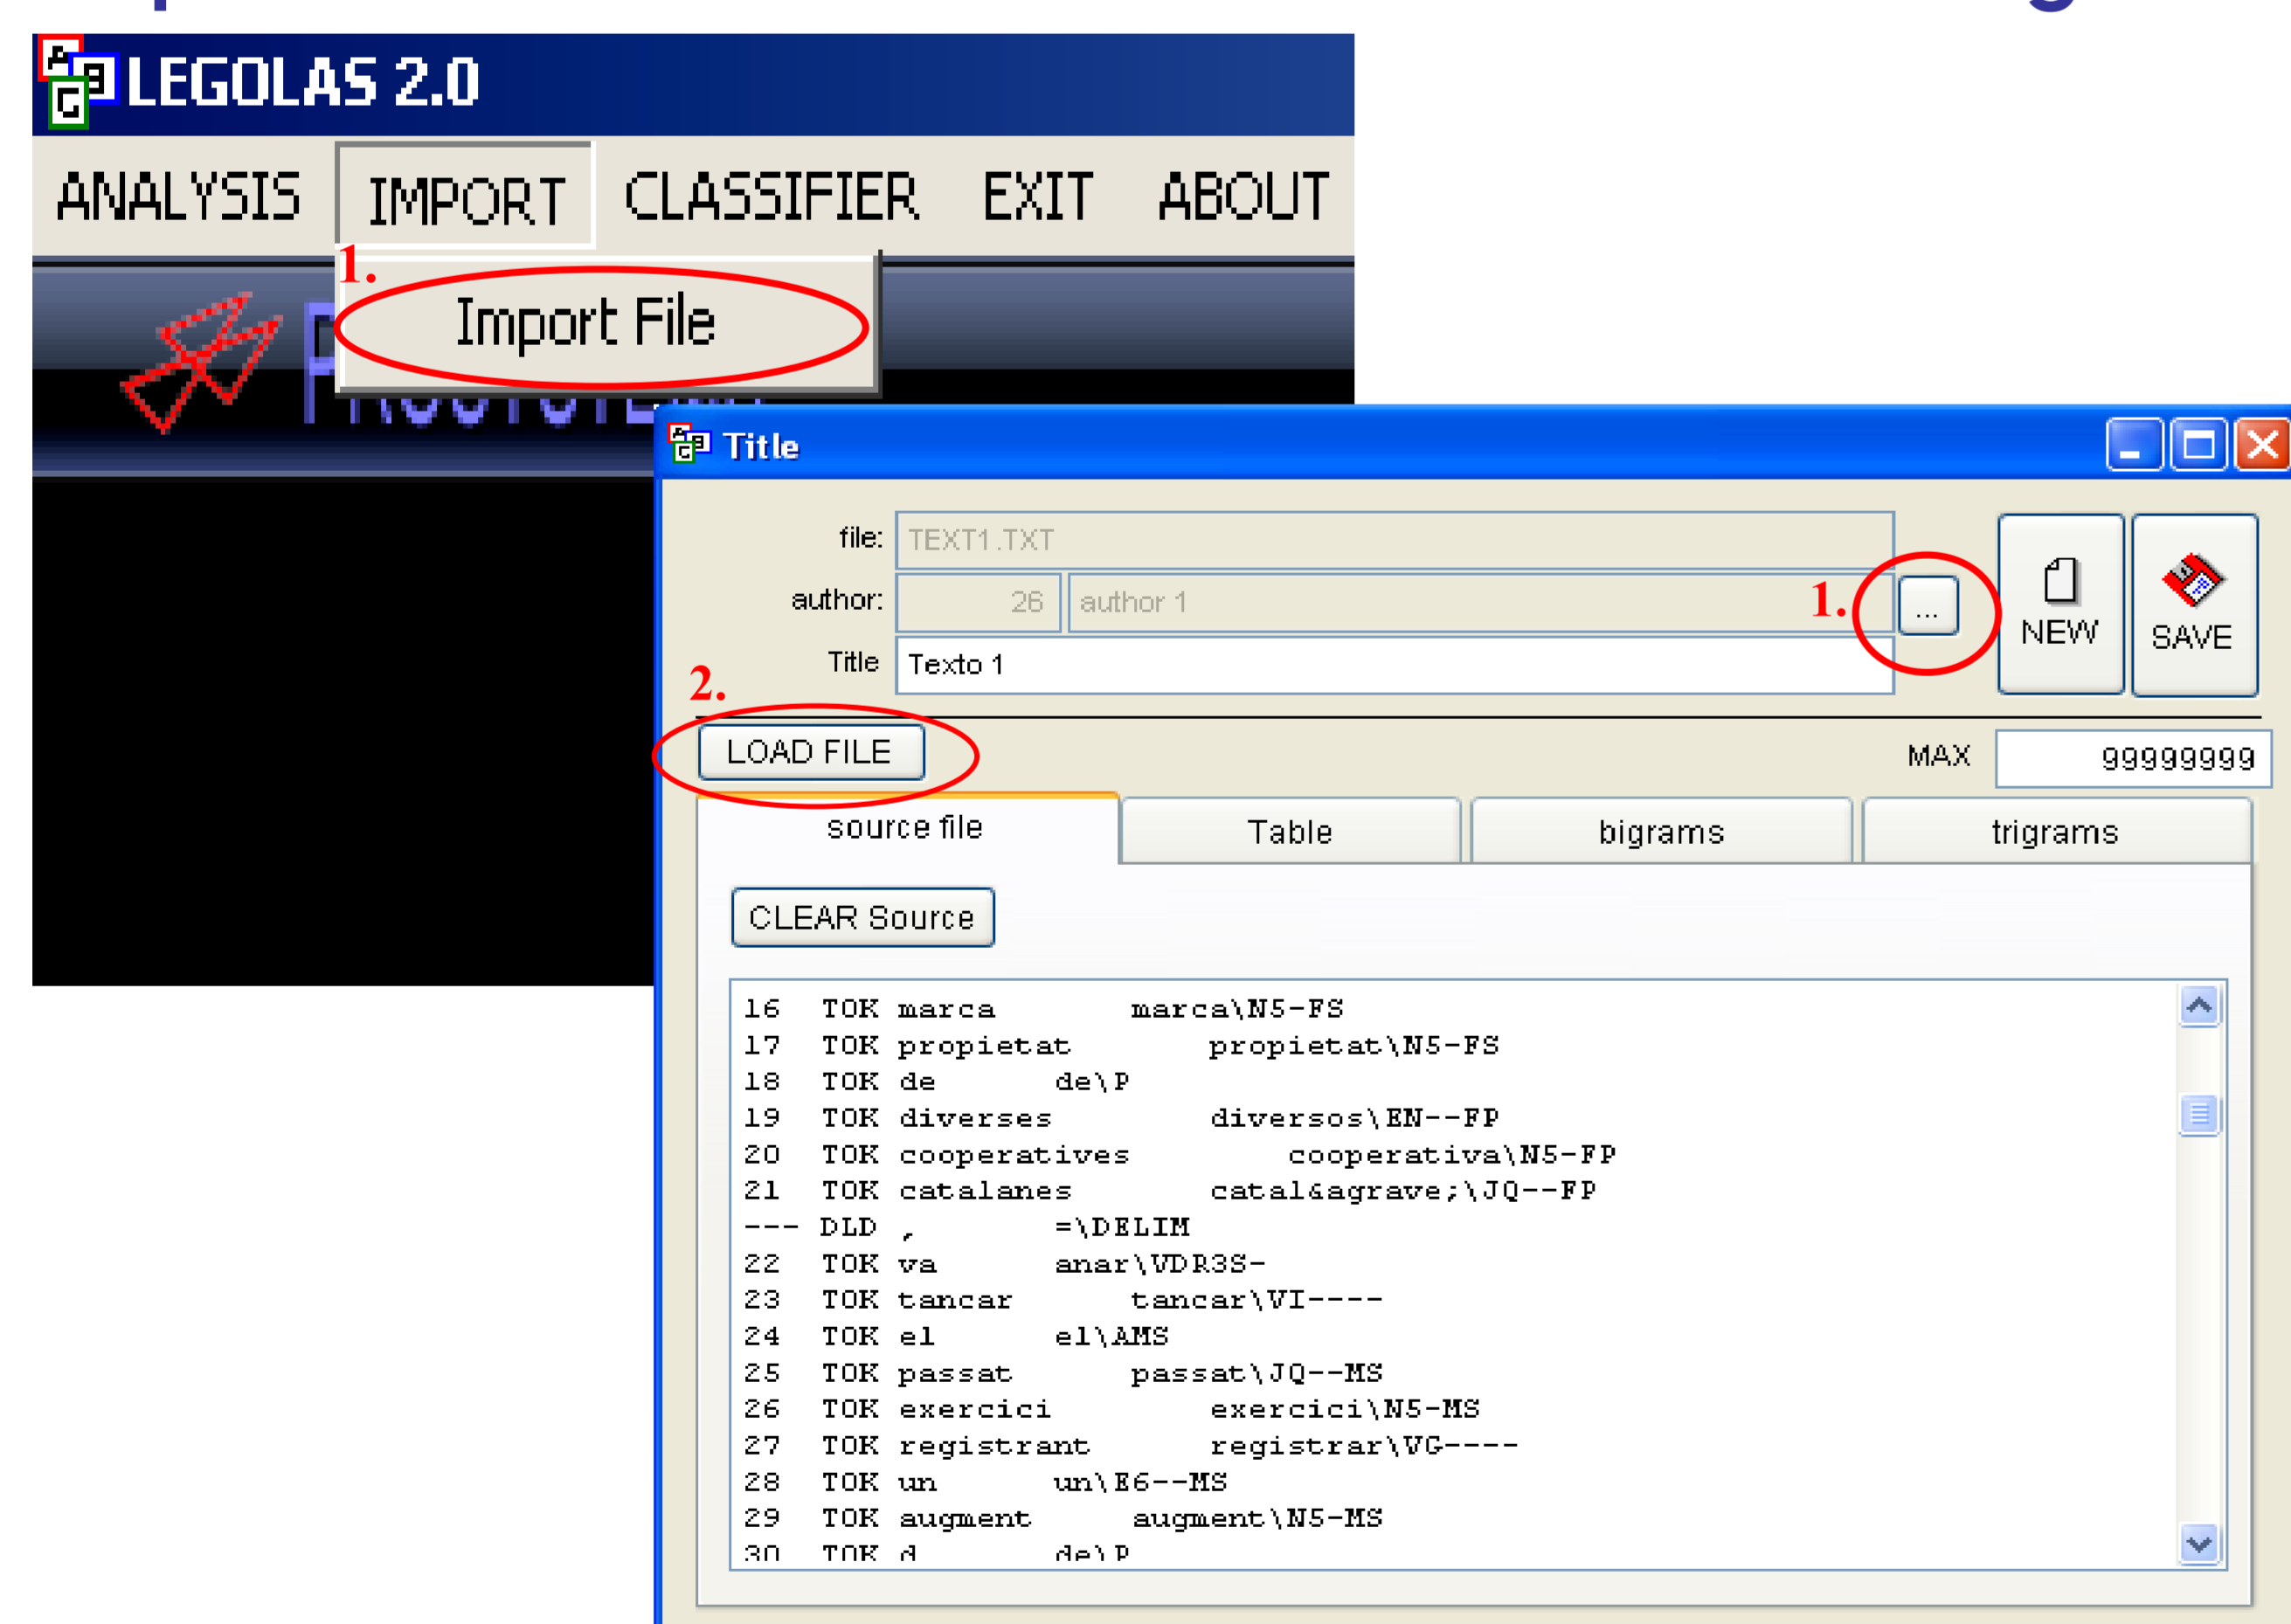 LEGOLAS 2.0
ANALYSIS IMPORT CLASSIFIER EXIT ABOUT
1.
Import File
Title
file: TEXT1.TXT
author: 26 author 1
1. ...
NEW SAVE
Title Texto 1
2.
LOAD FILE
MAX 99999999
source file Table bigrams trigrams
CLEAR Source
16 TOK marca marca\N5-FS
17 TOK propietat propietat\N5-FS
18 TOK de de\P
19 TOK diverses diversos\EN--FP
20 TOK cooperatives cooperativa\N5-FP
21 TOK catalanes catal&agrave;\JQ--FP
--- DLD , =\DELIM
22 TOK va anar\VDR3S-
23 TOK tancar tancar\VI----
24 TOK el el\AMS
25 TOK passat passat\JQ--MS
26 TOK exercici exercici\N5-MS
27 TOK registrant registrar\VG----
28 TOK un un\E6--MS
29 TOK augment augment\N5-MS
30 TOK d de\P